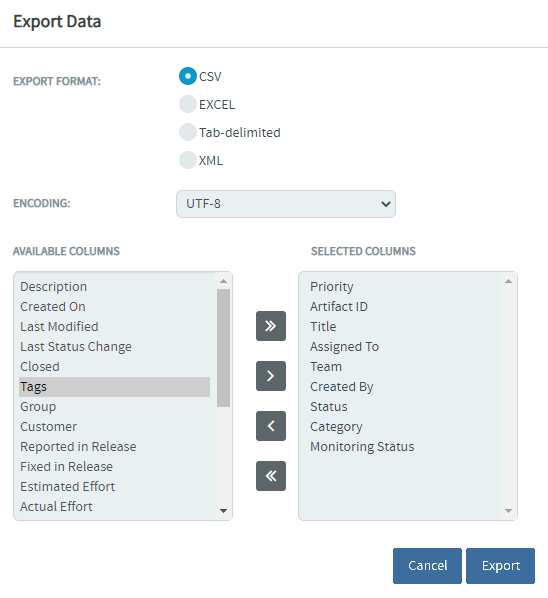 Export Data
EXPORT FORMAT:
CSV
EXCEL
Tab-delimited
XML
ENCODING:
UTF-8
AVAILABLE COLUMNS
Description
Created On
Last Modified
Last Status Change
Closed
Tags
Group
Customer
Reported in Release
Fixed in Release
Estimated Effort
Actual Effort
SELECTED COLUMNS
Priority
Artifact ID
Title
Assigned To
Team
Created By
Status
Category
Monitoring Status
Cancel
Export